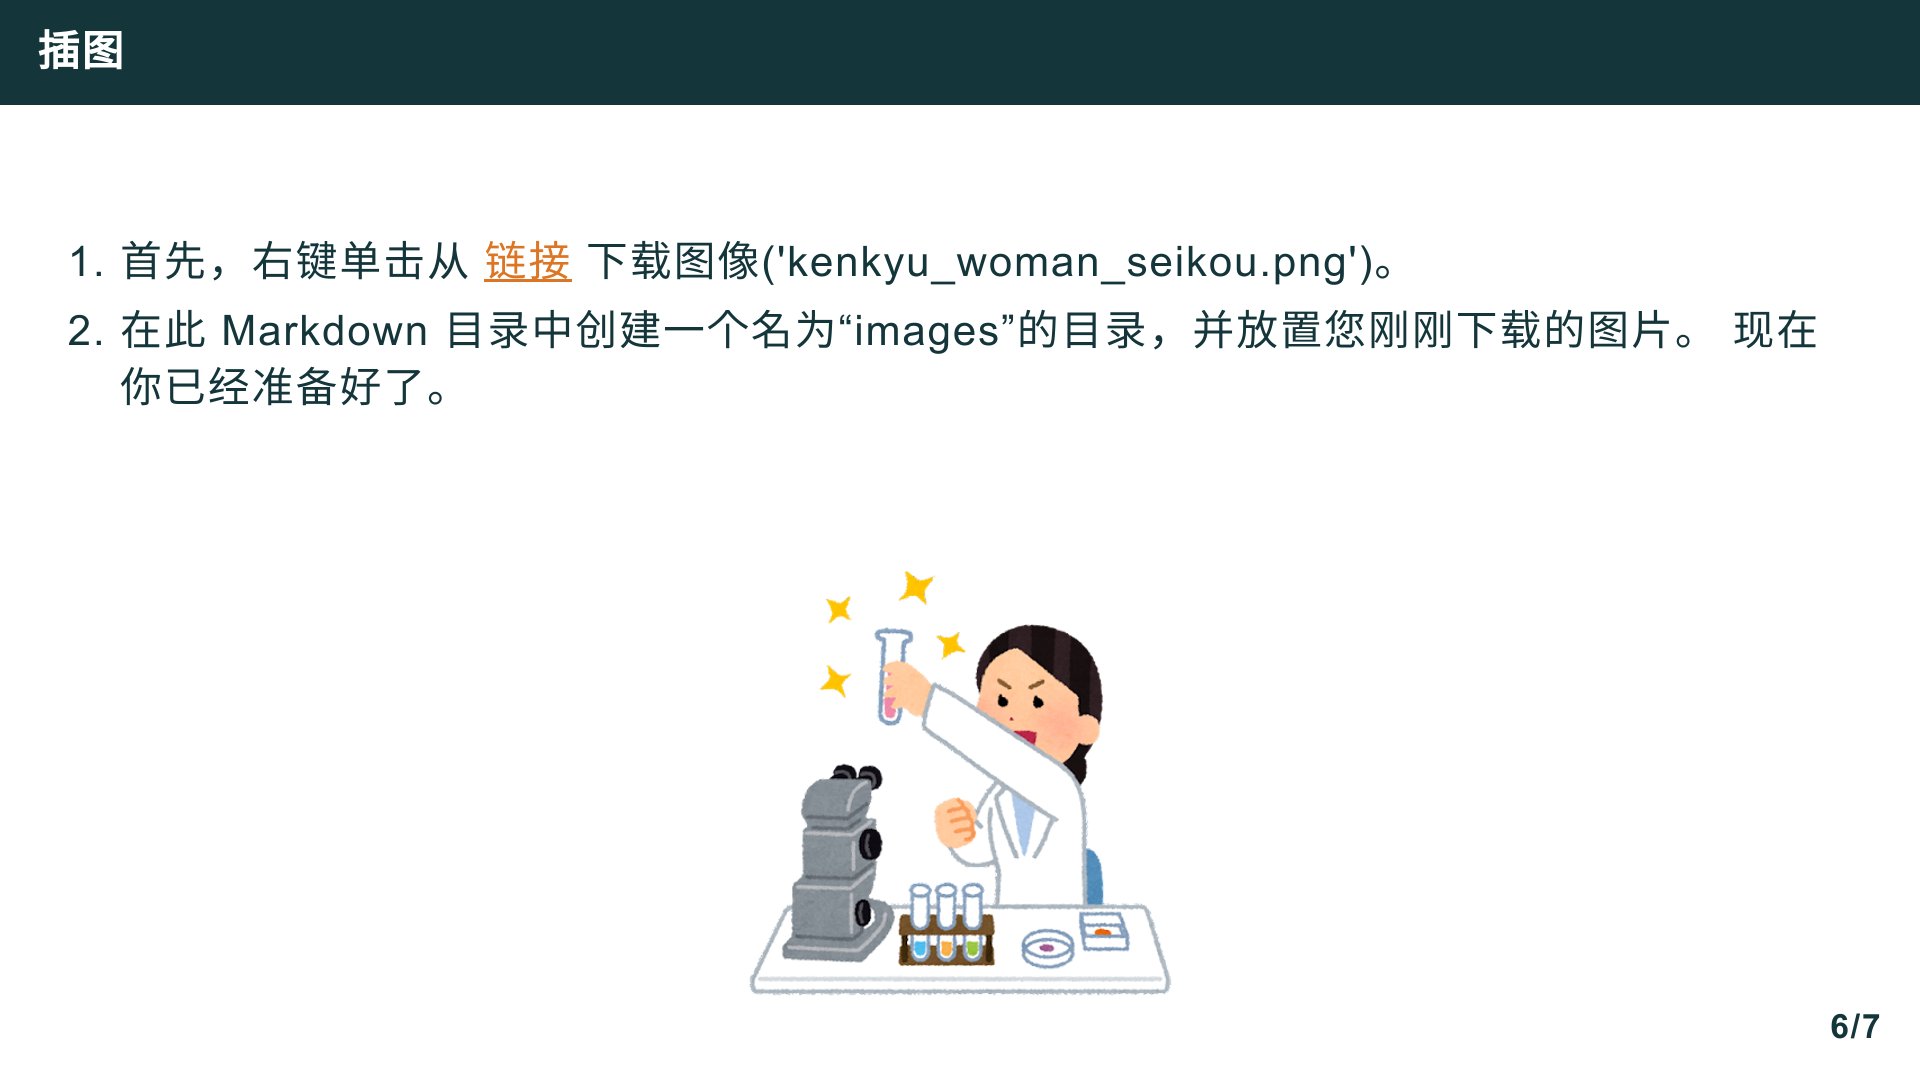 插图
1. 首先，右键单击从 链接 下载图像('kenkyu_woman_seikou.png')。
2. 在此 Markdown 目录中创建一个名为“images”的目录，并放置您刚刚下载的图片。 现在
你已经准备好了。
6/7